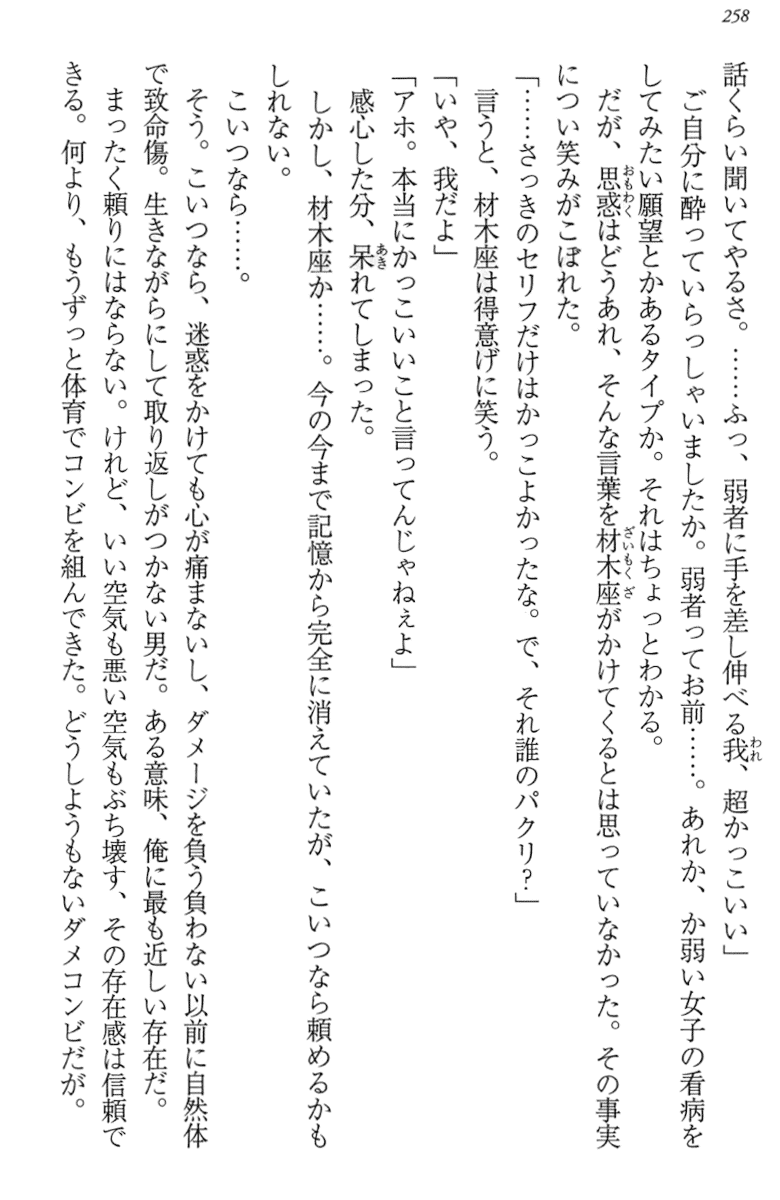 258
話くらい聞いてやるさ。……ふっ、弱者に手を差し伸べる我、超かっこいい」
ご自分に酔っていらっしゃいましたか。弱者ってお前……。あれか、か弱い女子の看病を
してみたい願望とかあるタイプか。それはちょっとわかる。
だが、思惑はどうあれ、そんな言葉を材木座がかけてくるとは思っていなかった。その事実
につい笑みがこぼれた。
「……さっきのセリフだけはかっこよかったな。で、それ誰のパクリ?」
言うと、材木座は得意げに笑う。
「いや、我だよ」
「アホ。本当にかっこいいこと言ってんじゃねぇよ」
感心した分、呆れてしまった。
しかし、材木座か……。今の今まで記憶から完全に消えていたが、こいつなら頼めるかも
しれない。
こいつなら……。
そう。こいつなら、迷惑をかけても心が痛まないし、ダメージを負う負わない以前に自然体
で致命傷。生きながらにして取り返しがつかない男だ。ある意味、俺に最も近しい存在だ。
まったく頼りにはならない。けれど、いい空気も悪い空気もぶち壊す、その存在感は信頼で
きる。何より、もうずっと体育でコンビを組んできた。どうしようもないダメコンビだが。